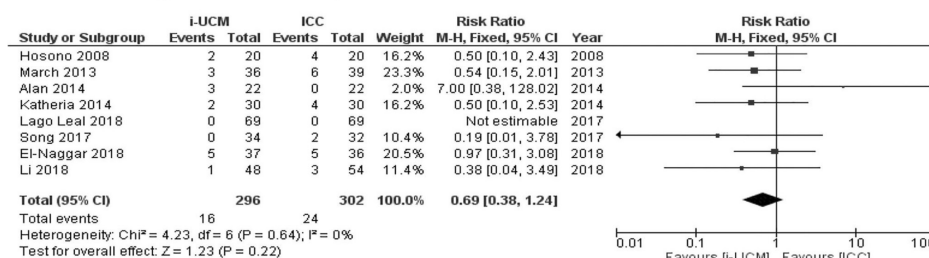 i-UCM ICC Risk Ratio Risk Ratio
Study or Subgroup Events Total Events Total Weight M-H, Fixed, 95% CI Year M-H, Fixed, 95% CI
Hosono 2008 2 20 4 20 16.2% 0.50 [0.10, 2.43] 2008
March 2013 3 36 6 39 23.3% 0.54 [0.15, 2.01] 2013
Alan 2014 3 22 0 22 2.0% 7.00 [0.38, 128.02] 2014
Katheria 2014 2 30 4 30 16.2% 0.50 [0.10, 2.53] 2014
Lago Leal 2018 0 69 0 69 Not estimable 2017
Song 2017 0 34 2 32 10.4% 0.19 [0.01, 3.78] 2017
El-Naggar 2018 5 37 5 36 20.5% 0.97 [0.31, 3.08] 2018
Li 2018 1 48 3 54 11.4% 0.38 [0.04, 3.49] 2018
Total (95% CI) 296 302 100.0% 0.69 [0.38, 1.24]
Total events 16 24
Heterogeneity: Chi² = 4.23, df = 6 (P = 0.64); I² = 0%
Test for overall effect: Z = 1.23 (P = 0.22)
0.01 0.1 1 10 100
Favours [i-UCM] Favours [ICC]